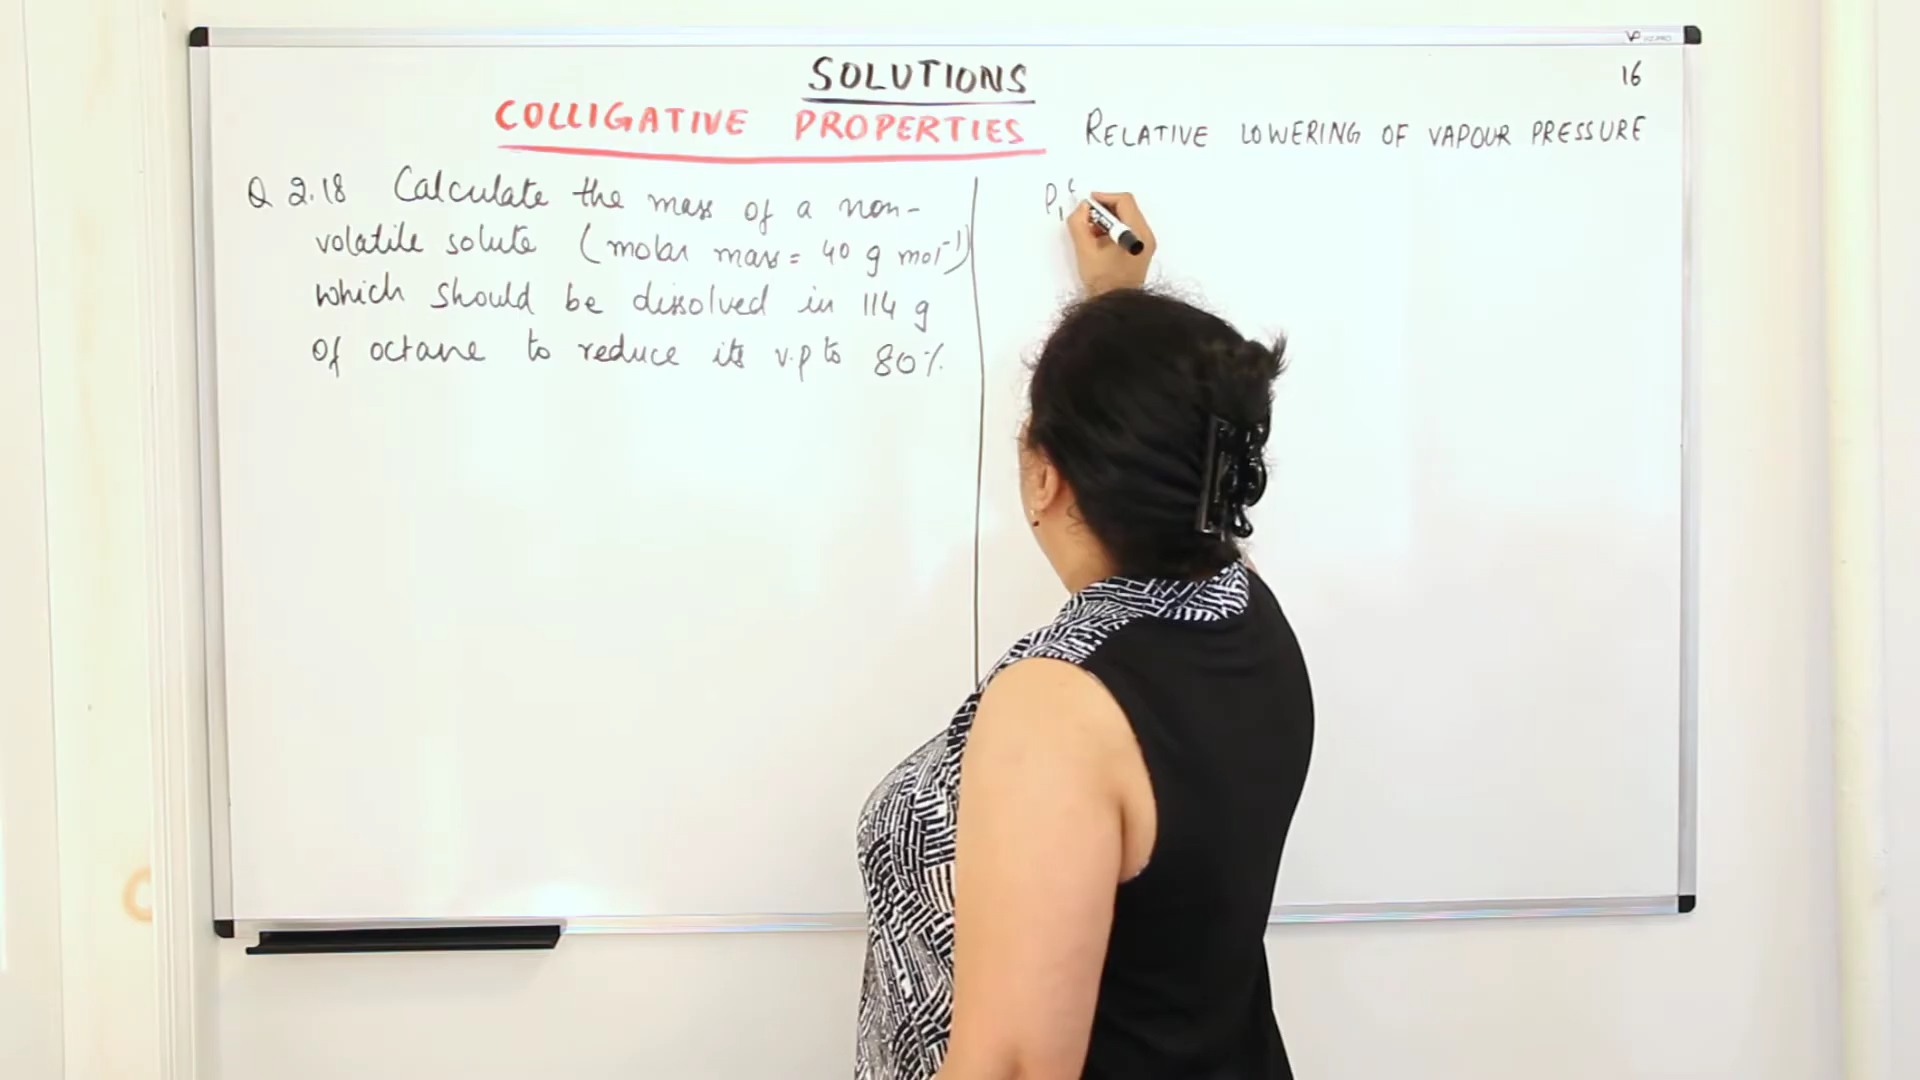 SOLUTIONS
16
COLLIGATIVE PROPERTIES
RELATIVE LOWERING OF VAPOUR PRESSURE
Q 2.18 Calculate the mass of a non-
volatile solute (molar mass = 40 g mol⁻¹)
which should be dissolved in 114 g
of octane to reduce its v.p to 80%.
P₁